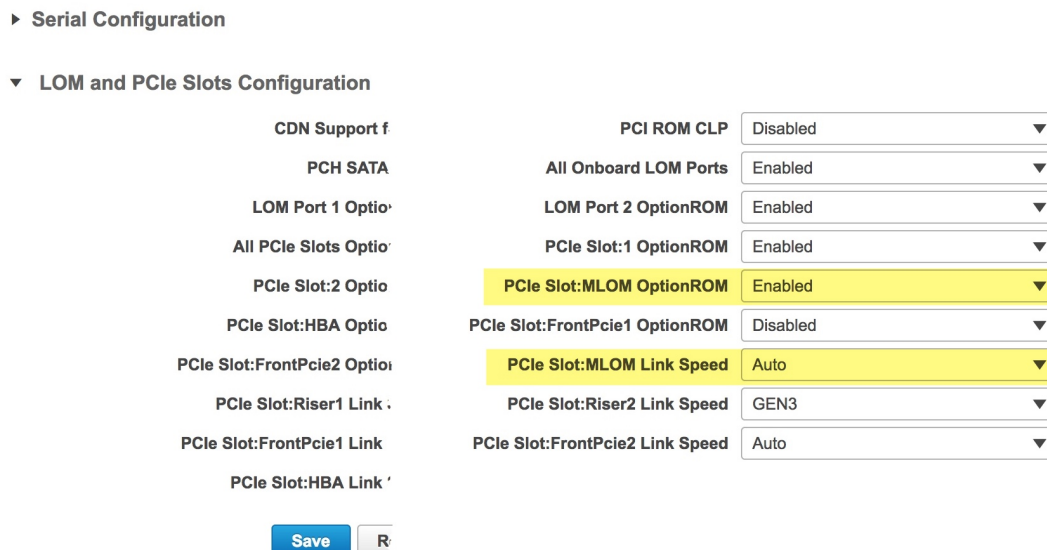 Serial Configuration
LOM and PCIe Slots Configuration
CDN Support f PCI ROM CLP Disabled
PCH SATA All Onboard LOM Ports Enabled
LOM Port 1 Optio LOM Port 2 OptionROM Enabled
All PCIe Slots Optio PCIe Slot:1 OptionROM Enabled
PCIe Slot:2 Optio PCIe Slot:MLOM OptionROM Enabled
PCIe Slot:HBA Optio PCIe Slot:FrontPcie1 OptionROM Disabled
PCIe Slot:FrontPcie2 Option PCIe Slot:MLOM Link Speed Auto
PCIe Slot:Riser1 Link PCIe Slot:Riser2 Link Speed GEN3
PCIe Slot:FrontPcie1 Link PCIe Slot:FrontPcie2 Link Speed Auto
PCIe Slot:HBA Link
Save R